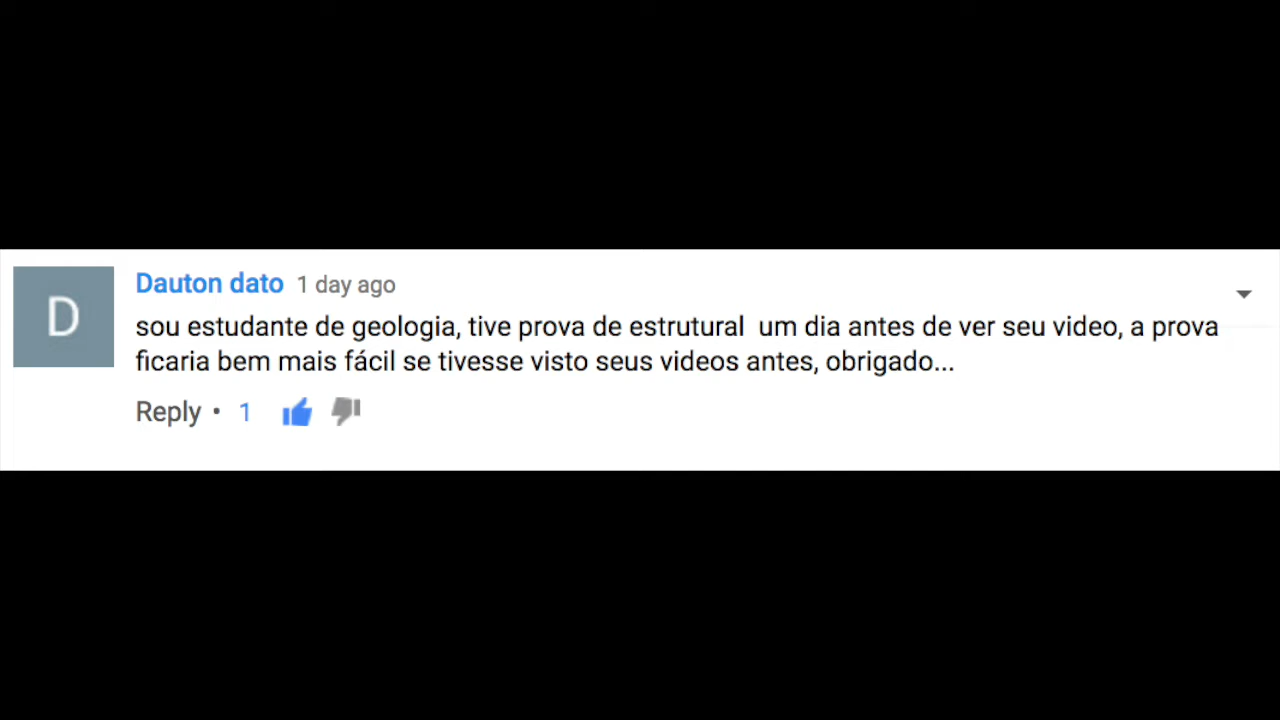 D
Dauton dato 1 day ago
sou estudante de geologia, tive prova de estrutural  um dia antes de ver seu video, a prova
ficaria bem mais fácil se tivesse visto seus videos antes, obrigado...
Reply • 1